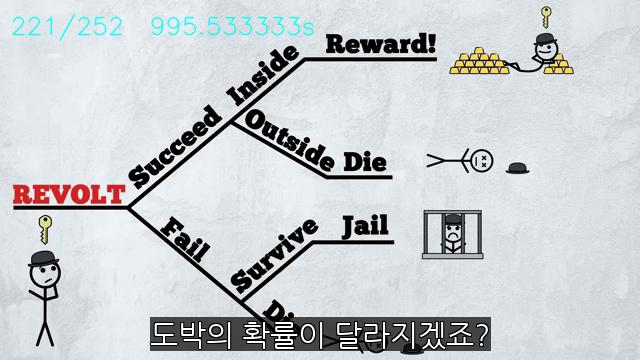 221/252 995.533333s
Reward!
Inside
Succeed
Outside Die
REVOLT
Fail
Survive Jail
Di
도박의 확률이 달라지겠죠?